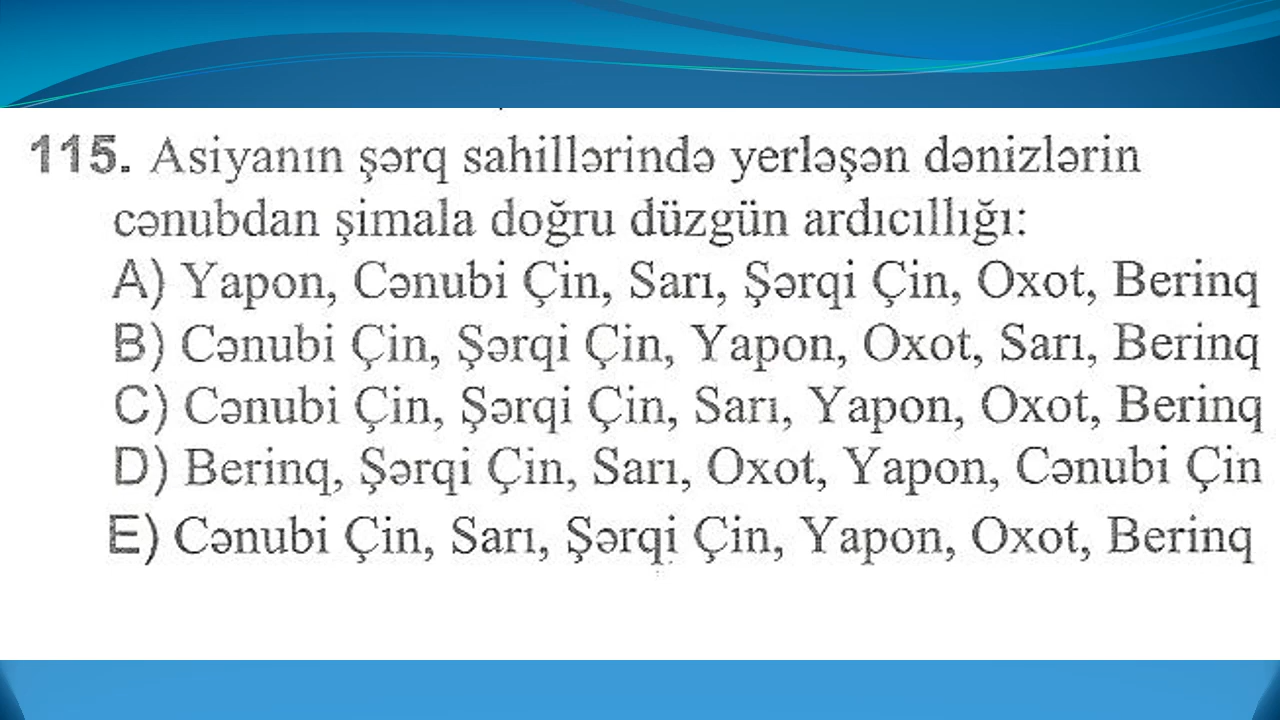 115. Asiyanın şərq sahillərində yerləşən dənizlərin
cənubdan şimala doğru düzgün ardıcıllığı:
A) Yapon, Cənubi Çin, Sarı, Şərqi Çin, Oxot, Berinq
B) Cənubi Çin, Şərqi Çin, Yapon, Oxot, Sarı, Berinq
C) Cənubi Çin, Şərqi Çin, Sarı, Yapon, Oxot, Berinq
D) Berinq, Şərqi Çin, Sarı, Oxot, Yapon, Cənubi Çin
E) Cənubi Çin, Sarı, Şərqi Çin, Yapon, Oxot, Berinq